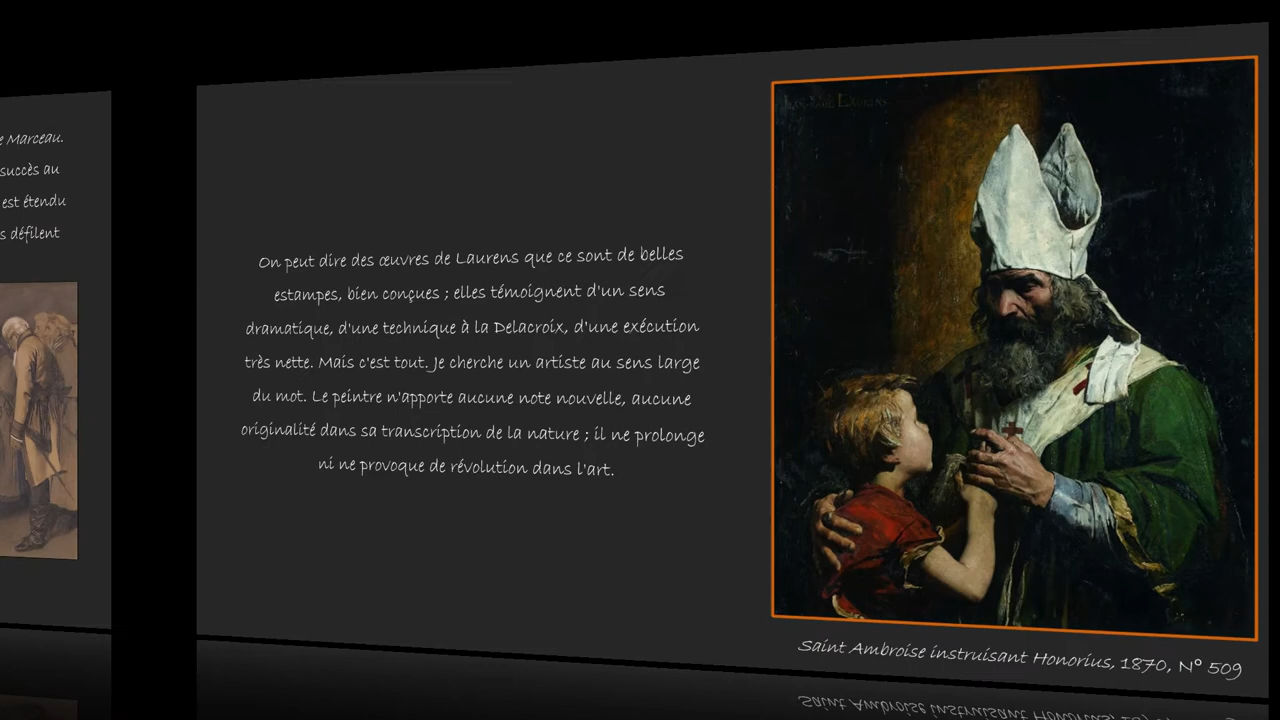 e Marceau.
succès au
est étendu
s défilent
On peut dire des œuvres de Laurens que ce sont de belles
estampes, bien conçues ; elles témoignent d'un sens
dramatique, d'une technique à la Delacroix, d'une exécution
très nette. Mais c'est tout. Je cherche un artiste au sens large
du mot. Le peintre n'apporte aucune note nouvelle, aucune
originalité dans sa transcription de la nature ; il ne prolonge
ni ne provoque de révolution dans l'art.
Laurens
Saint Ambroise instruisant Honorius, 1870, N° 509